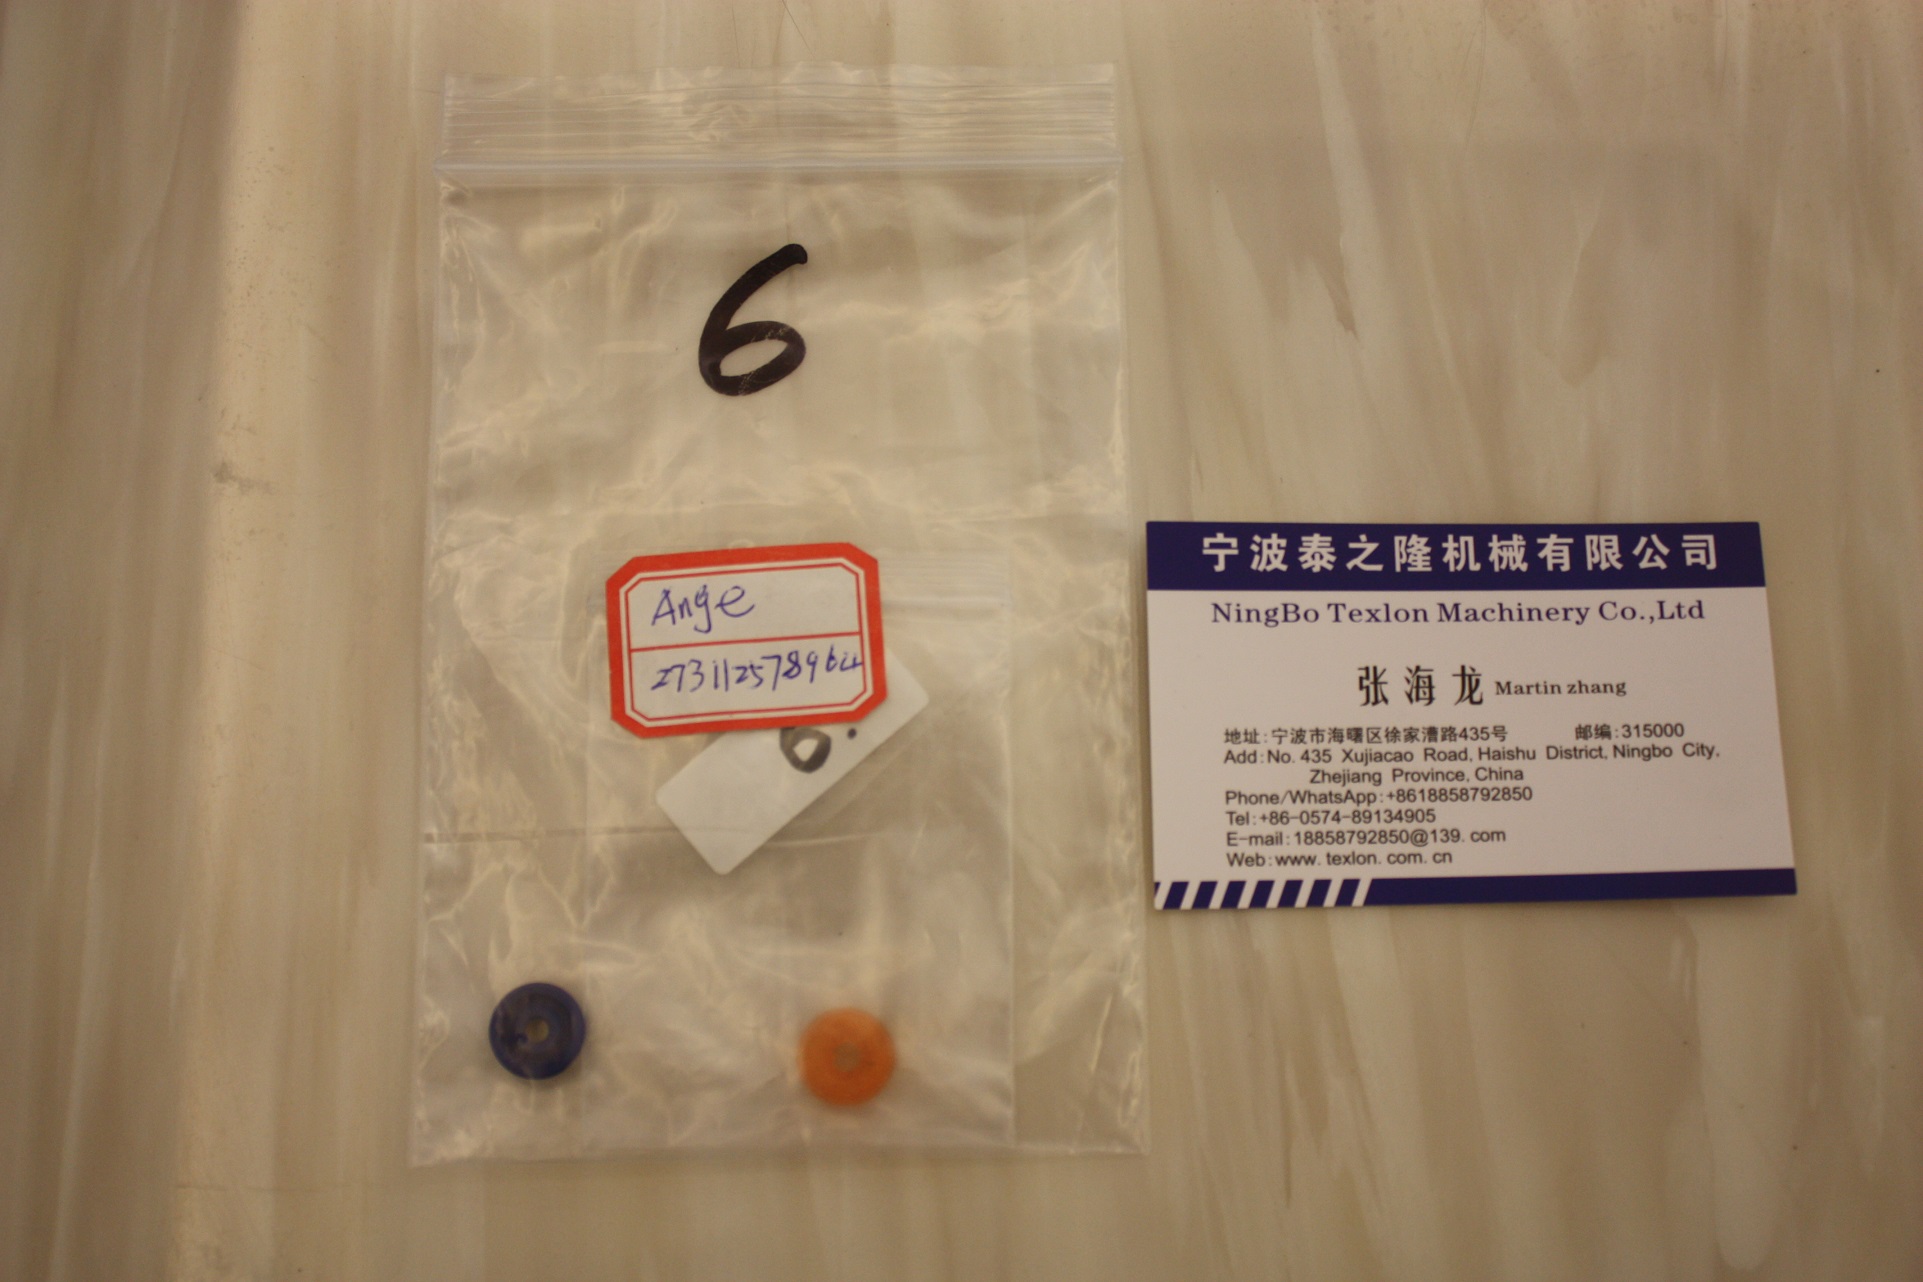 6
Ange
6.
宁波泰之隆机械有限公司
NingBo Texlon Machinery Co.,Ltd
张海龙 Martin zhang
地址:宁波市海曙区徐家漕路435号 邮编:315000
Add:No. 435 Xujiacao Road, Haishu District, Ningbo City,
Zhejiang Province, China
Phone/WhatsApp:+8618858792850
Tel:+86-0574-89134905
E-mail:18858792850@139. com
Web:www. texlon. com. cn